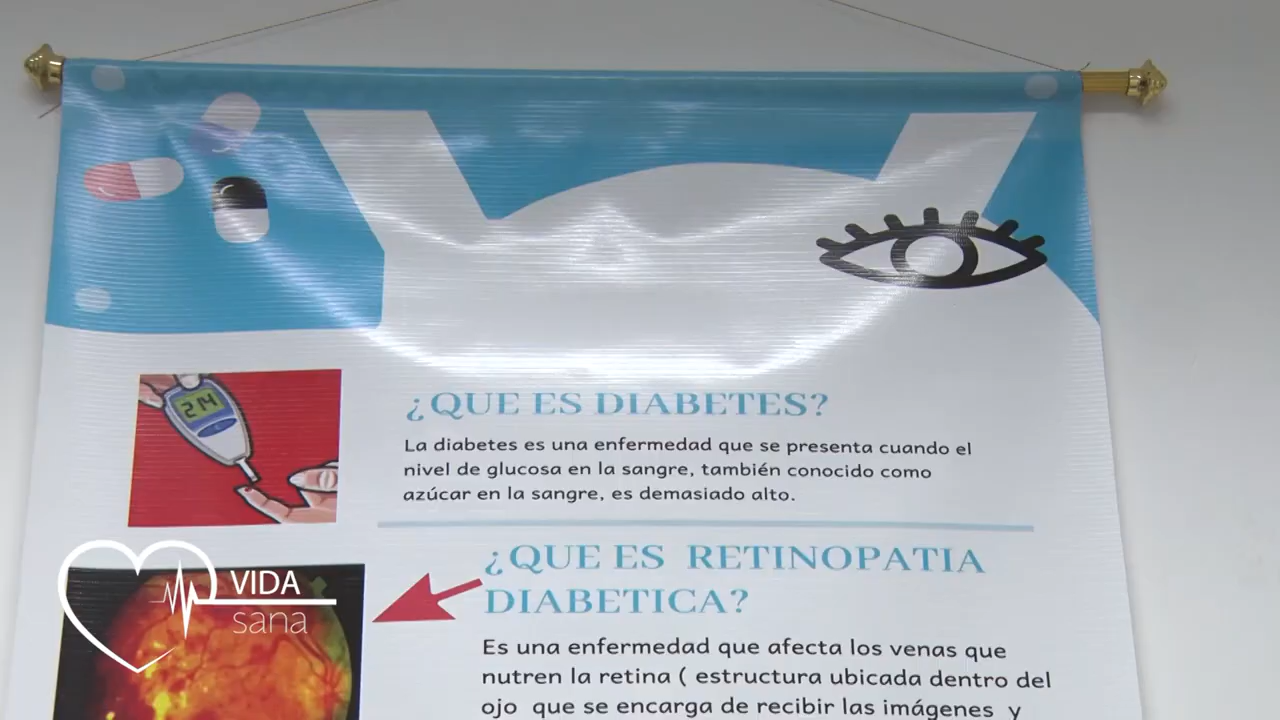 ¿QUE ES DIABETES?
La diabetes es una enfermedad que se presenta cuando el
nivel de glucosa en la sangre, también conocido como
azúcar en la sangre, es demasiado alto.
214
¿QUE ES RETINOPATIA
DIABETICA?
Es una enfermedad que afecta los venas que
nutren la retina ( estructura ubicada dentro del
ojo que se encarga de recibir las imágenes y
VIDA
sana